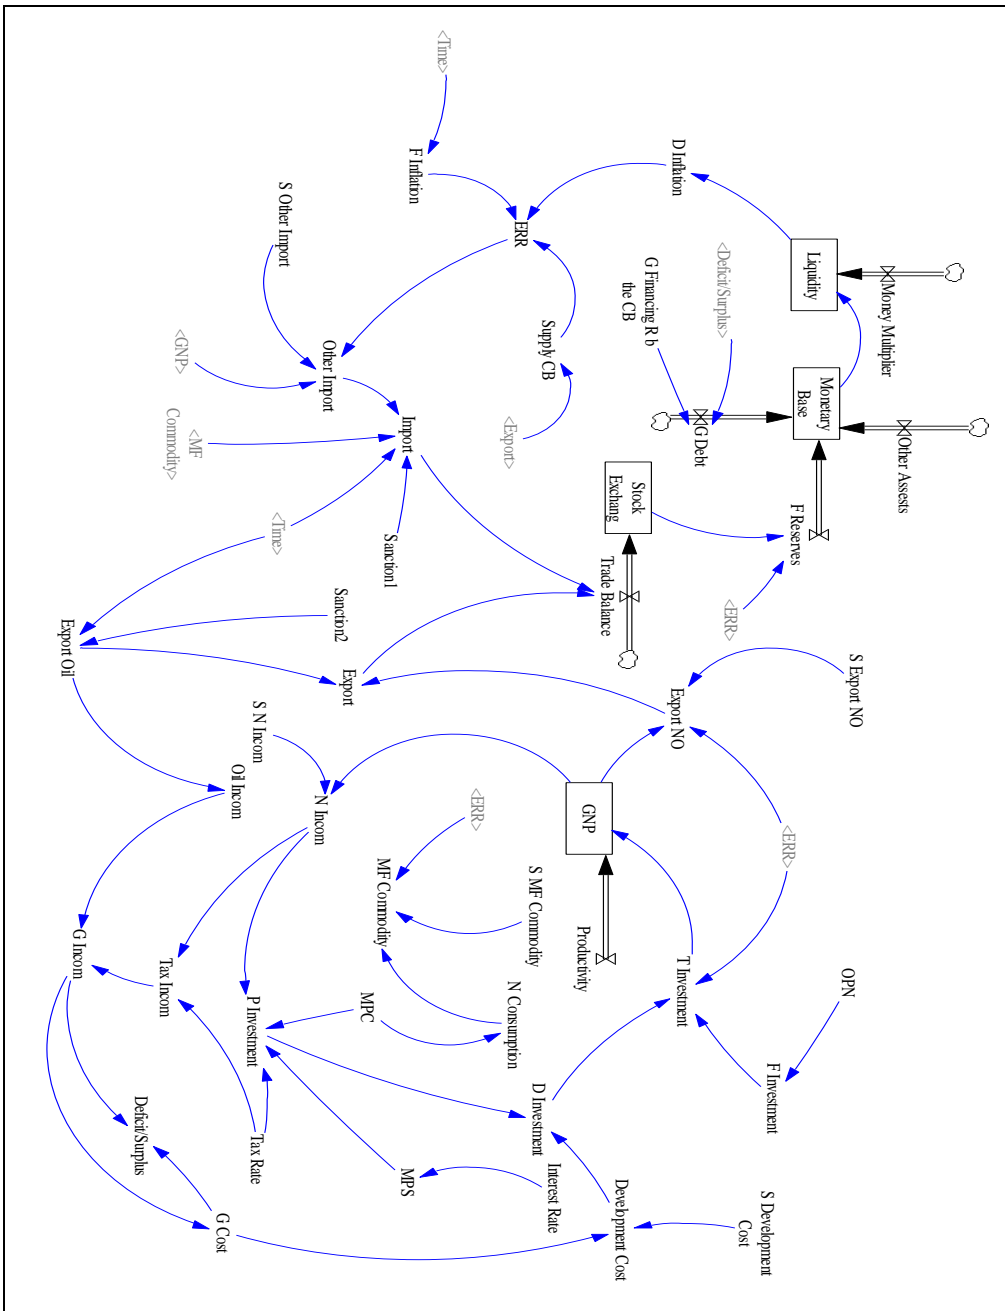 Money Multiplier
Other Assests
S Export NO
OPN
Liquidity
Monetary
Base
F Reserves
<ERR>
F Investment
S Development
Cost
<Deficit/Surplus>
<ERR>
G Debt
D Inflation
Export NO
T Investment
G Financing R b
the CB
Stock
Exchang
Trade Balance
Development Cost
GNP
Productivity
Supply CB
S MF Commodity
N Consumption
D Investment
Interest Rate
ERR
<Export>
<ERR>
<Time>
F Inflation
Import
MF Commodity
MPS
Sanction1
MPC
Other Import
Export
Sanction2
N Incom
S Other Import
<Time>
S N Incom
P Investment
Tax Rate
Oil Incom
G Cost
<GNP>
<MF
Commodity>
Tax Incom
Deficit/Surplus
Export Oil
G Incom